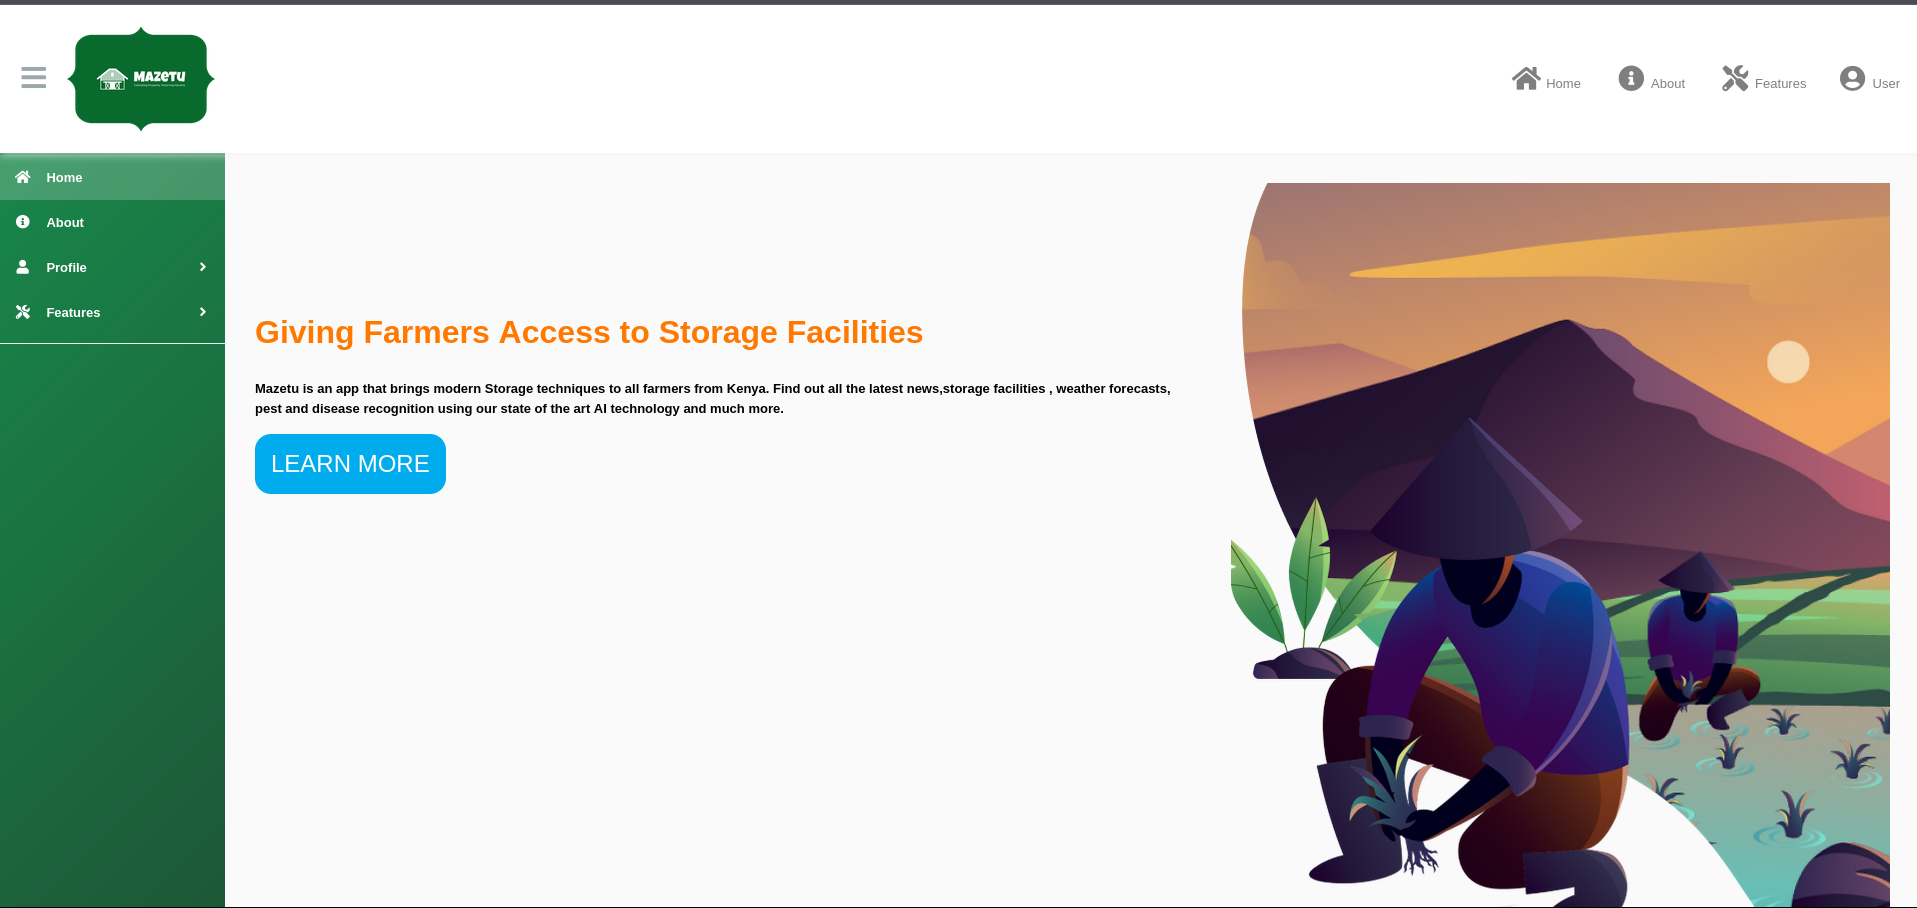 MAZETU
Home
About
Features
User
Home
About
Profile
Features
Giving Farmers Access to Storage Facilities
Mazetu is an app that brings modern Storage techniques to all farmers from Kenya. Find out all the latest news,storage facilities , weather forecasts,
pest and disease recognition using our state of the art AI technology and much more.
LEARN MORE